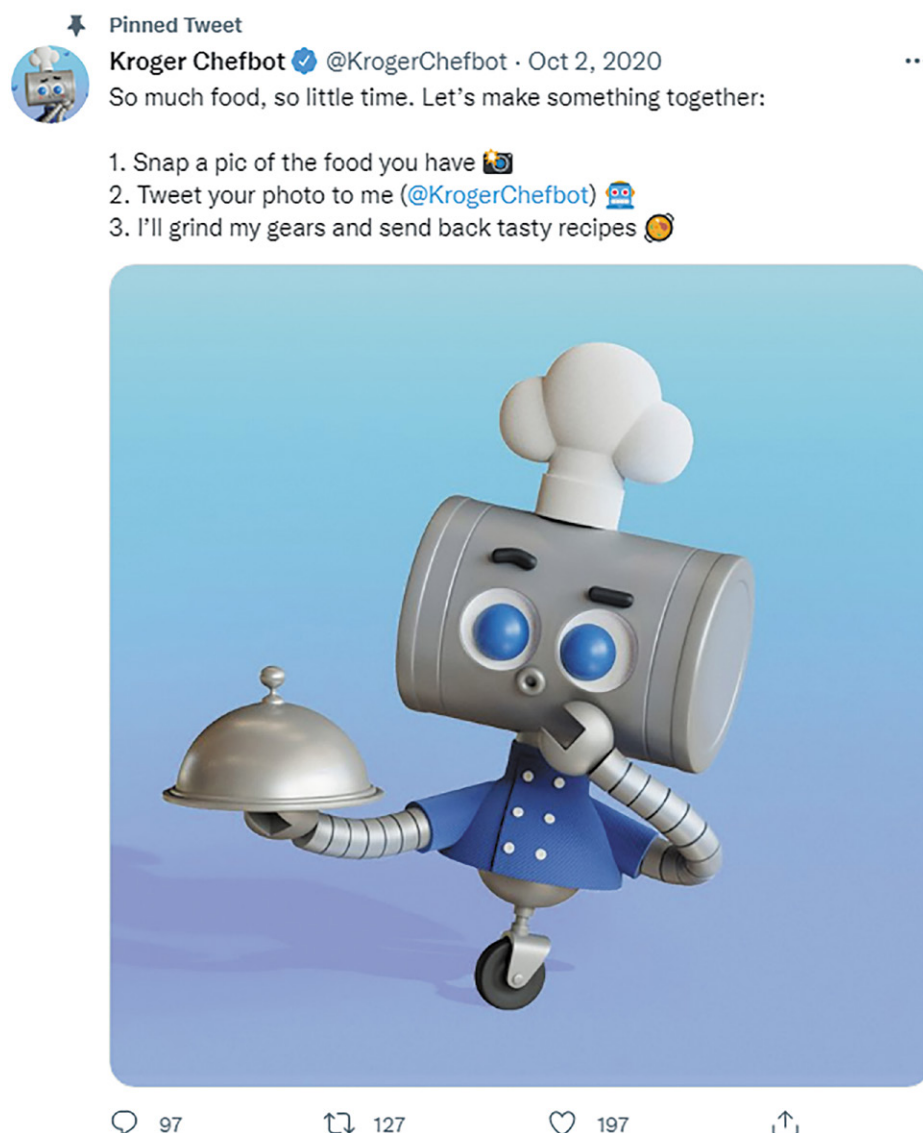 Pinned Tweet
Kroger Chefbot @KrogerChefbot · Oct 2, 2020
So much food, so little time. Let’s make something together:
1. Snap a pic of the food you have 📸
2. Tweet your photo to me (@KrogerChefbot) 🤖
3. I’ll grind my gears and send back tasty recipes 🥘
97 127 197